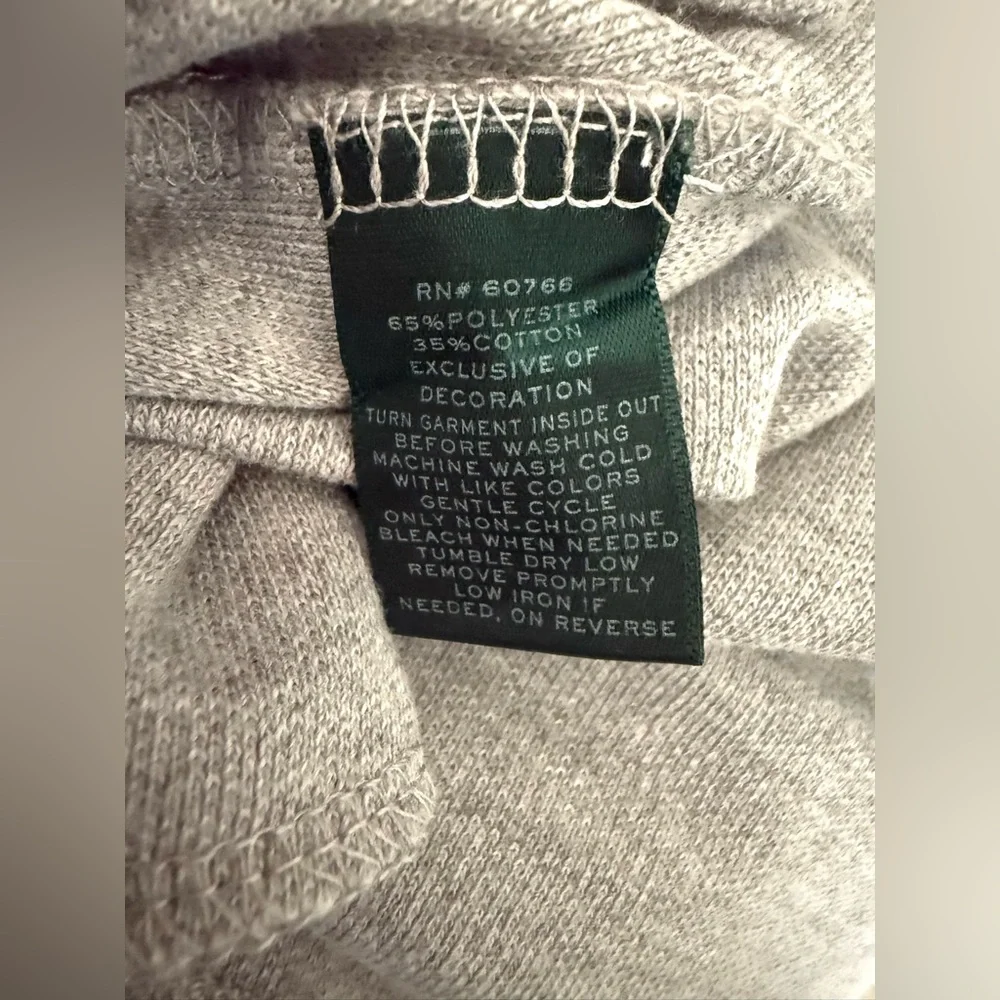 RN# 60766
65%POLYESTER
35%COTTON
EXCLUSIVE OF
DECORATION
TURN GARMENT INSIDE OUT
BEFORE WASHING
MACHINE WASH COLD
WITH LIKE COLORS
GENTLE CYCLE
ONLY NON-CHLORINE
BLEACH WHEN NEEDED
TUMBLE DRY LOW
REMOVE PROMPTLY
LOW IRON IF
NEEDED, ON REVERSE